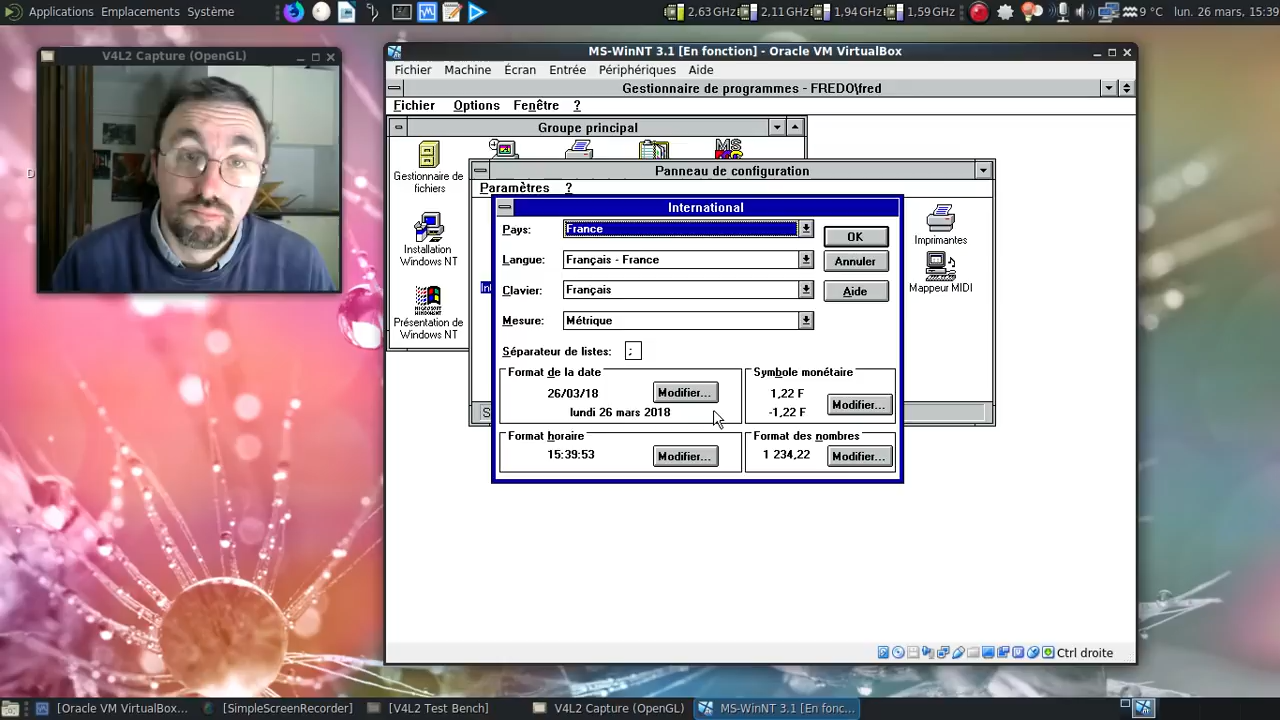 Applications Emplacements Système 2,63 GHz 2,11 GHz 1,94 GHz 1,59 GHz 9 °C lun. 26 mars, 15:39
V4L2 Capture (OpenGL)
MS-WinNT 3.1 [En fonction] - Oracle VM VirtualBox
Fichier Machine Écran Entrée Périphériques Aide
Gestionnaire de programmes - FREDO\fred
Fichier Options Fenêtre ?
Groupe principal
MS
Gestionnaire de fichiers
Installation Windows NT
MICROSOFT WINDOWS NT
Présentation de Windows NT
Panneau de configuration
Paramètres ?
Imprimantes
Mappeur MIDI
International
Pays: France OK
Langue: Français - France Annuler
Clavier: Français Aide
Mesure: Métrique
Séparateur de listes: ;
Format de la date
26/03/18 Modifier...
lundi 26 mars 2018
Symbole monétaire
1,22 F Modifier...
-1,22 F
Format horaire
15:39:53 Modifier...
Format des nombres
1 234,22 Modifier...
Ctrl droite
[Oracle VM VirtualBox... [SimpleScreenRecorder] [V4L2 Test Bench] V4L2 Capture (OpenGL) MS-WinNT 3.1 [En fonc...